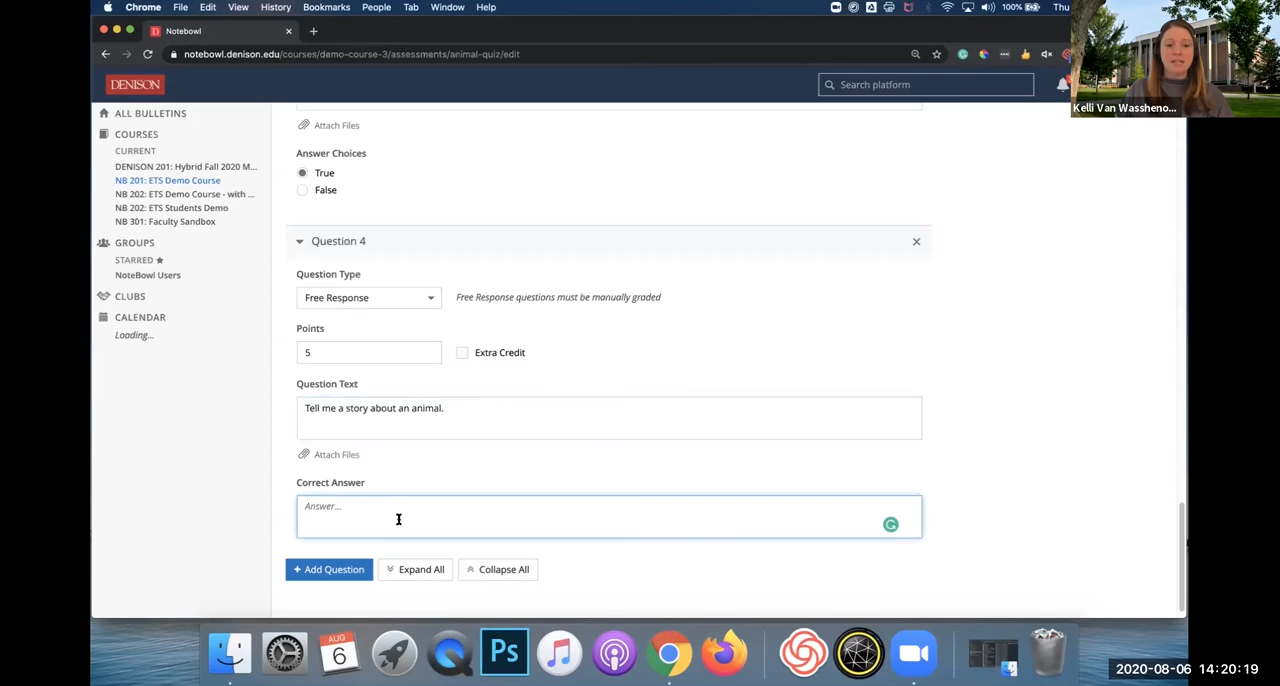 Chrome File Edit View History Bookmarks People Tab Window Help 100% Thu
Notebowl
notebowl.denison.edu/courses/demo-course-3/assessments/animal-quiz/edit
DENISON
Search platform
Kelli Van Wassheno...
ALL BULLETINS
COURSES
CURRENT
DENISON 201: Hybrid Fall 2020 M...
NB 201: ETS Demo Course
NB 202: ETS Demo Course - with ...
NB 202: ETS Students Demo
NB 301: Faculty Sandbox
GROUPS
STARRED
NoteBowl Users
CLUBS
CALENDAR
Loading...
Attach Files
Answer Choices
True
False
Question 4
Question Type
Free Response
Free Response questions must be manually graded
Points
5
Extra Credit
Question Text
Tell me a story about an animal.
Attach Files
Correct Answer
Answer...
+ Add Question
Expand All
Collapse All
AUG
6
Ps
2020-08-06 14:20:19